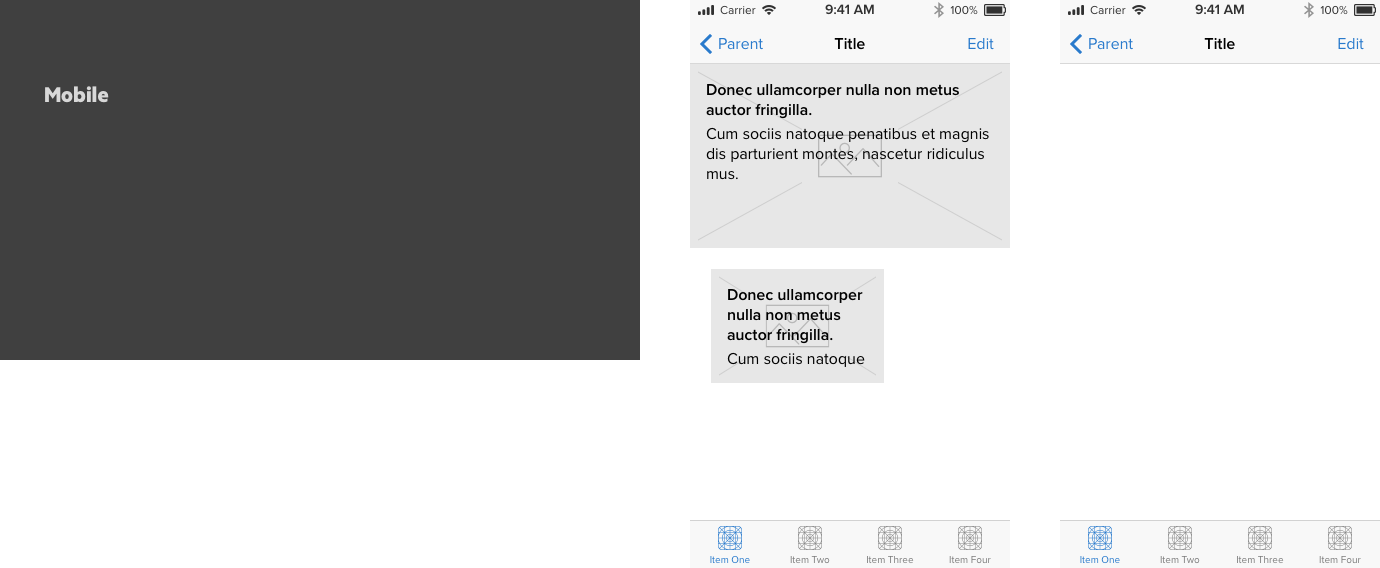 Mobile
Carrier 9:41 AM 100%
Parent Title Edit
Donec ullamcorper nulla non metus
auctor fringilla.
Cum sociis natoque penatibus et magnis
dis parturient montes, nascetur ridiculus
mus.
Donec ullamcorper
nulla non metus
auctor fringilla.
Cum sociis natoque
Item One Item Two Item Three Item Four
Carrier 9:41 AM 100%
Parent Title Edit
Item One Item Two Item Three Item Four